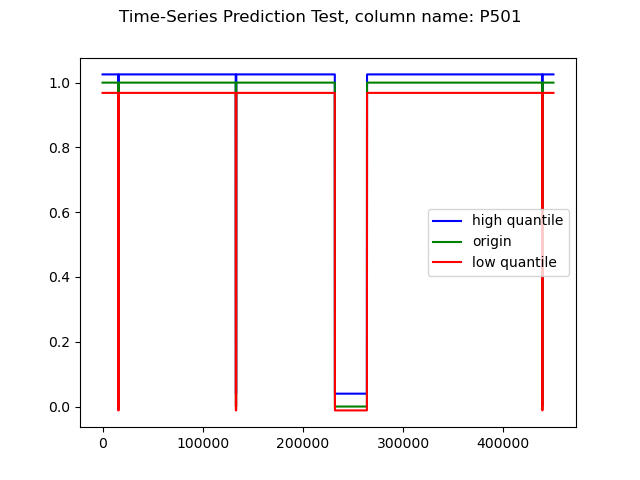 Time-Series Prediction Test, column name: P501
1.0
0.8
0.6
0.4
0.2
0.0
high quantile
origin
low quantile
0 100000 200000 300000 400000